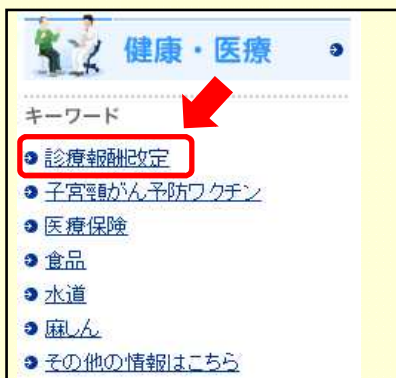 健康・医療
キーワード
診療報酬改定
子宮頸がん予防ワクチン
医療保険
食品
水道
麻しん
その他の情報はこちら